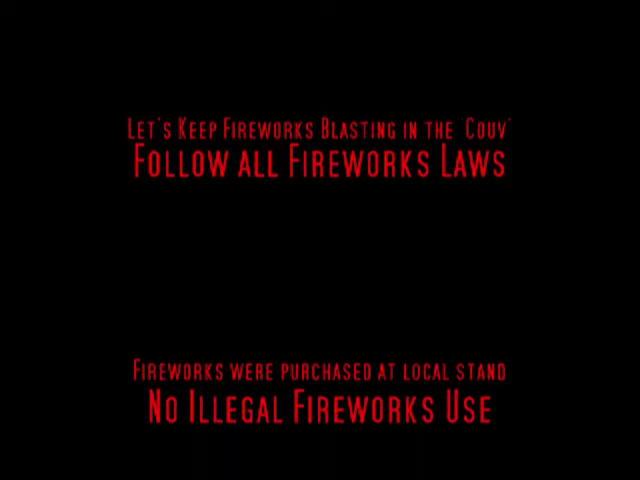 Let's Keep Fireworks Blasting in the 'Couv'
Follow all Fireworks Laws
Fireworks were purchased at local stand
No Illegal Fireworks Use